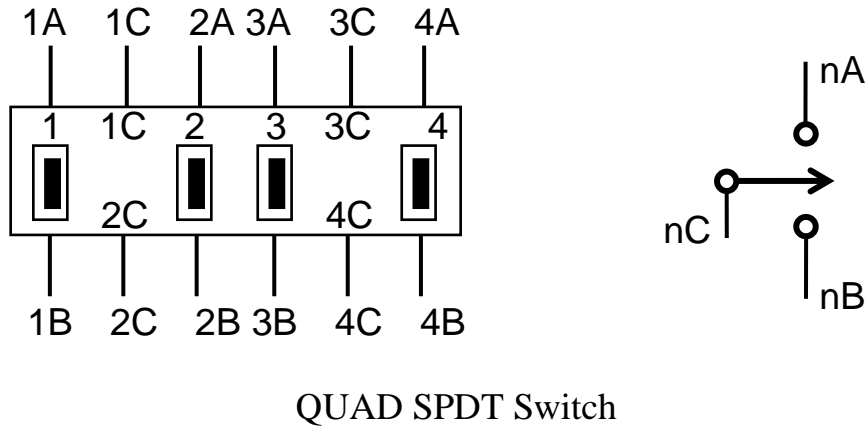 1A 1C 2A 3A 3C 4A
1 1C 2 3 3C 4
2C 4C
1B 2C 2B 3B 4C 4B
nA
nC
nB
QUAD SPDT Switch